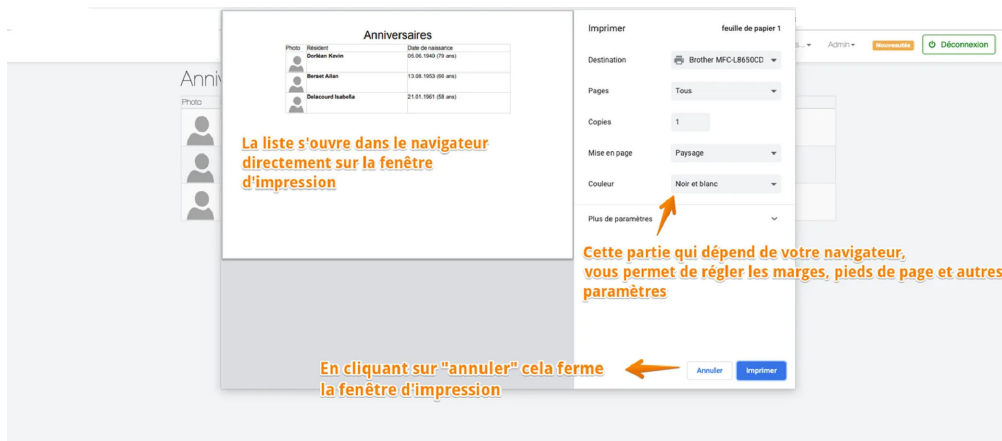 Anniversaires
Photo Résident Date de naissance
Dorléan Kevin 05.06.1940 (79 ans)
Berset Allan 13.08.1953 (66 ans)
Delacourd Isabella 21.01.1961 (58 ans)
La liste s'ouvre dans le navigateur
directement sur la fenêtre
d'impression
Imprimer feuille de papier 1
Destination Brother MFC-L8650CD
Pages Tous
Copies 1
Mise en page Paysage
Couleur Noir et blanc
Plus de paramètres
Cette partie qui dépend de votre navigateur,
vous permet de régler les marges, pieds de page et autres
paramètres
En cliquant sur "annuler" cela ferme
la fenêtre d'impression
Annuler Imprimer
s... Admin Nouveautés Déconnexion
Anniv
Photo